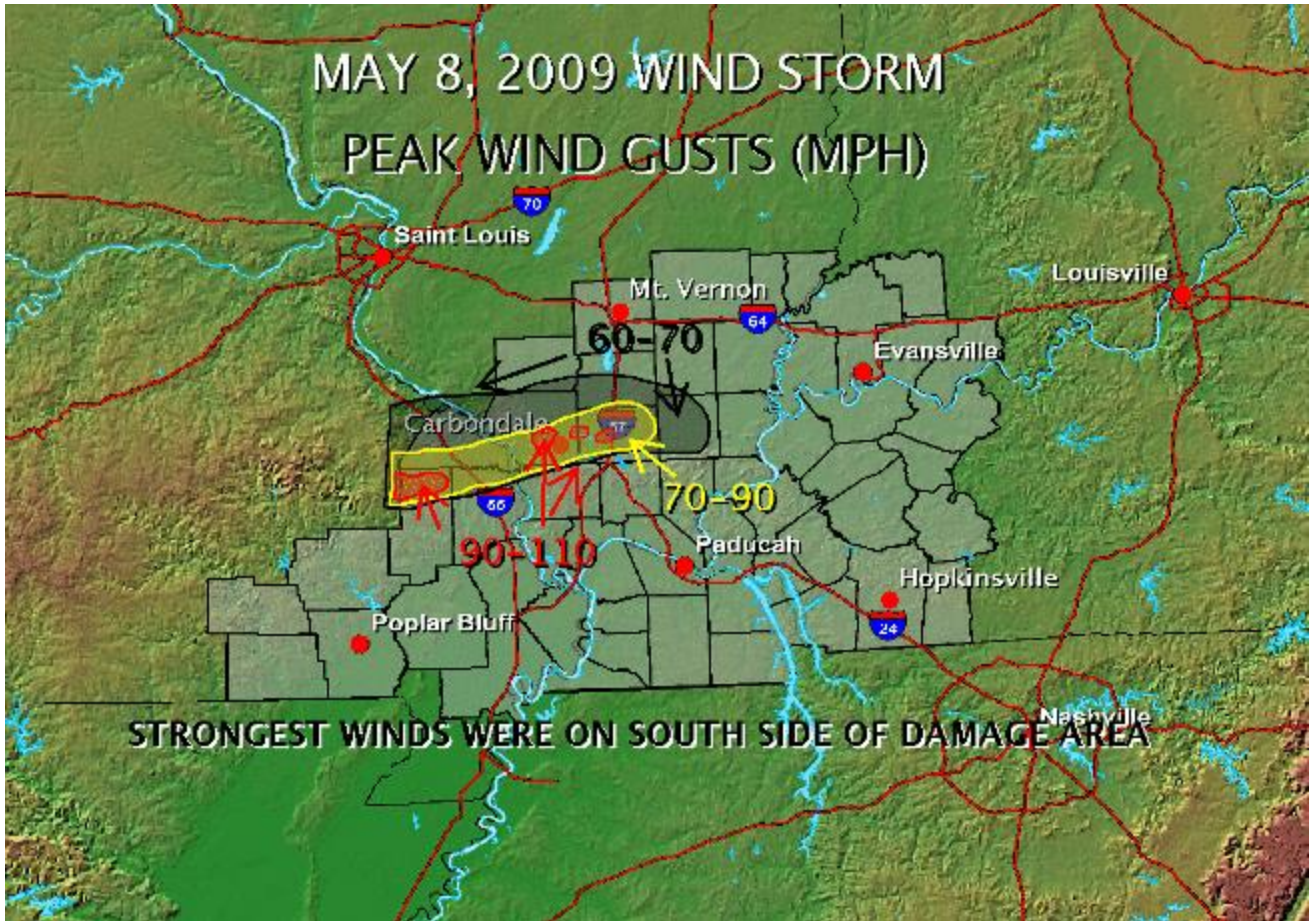 MAY 8, 2009 WIND STORM
PEAK WIND GUSTS (MPH)
70
Saint Louis
Louisville
Mt. Vernon
64
60-70
Evansville
Carbondale
57
70-90
55
90-110
Paducah
Hopkinsville
Poplar Bluff
24
Nashville
STRONGEST WINDS WERE ON SOUTH SIDE OF DAMAGE AREA